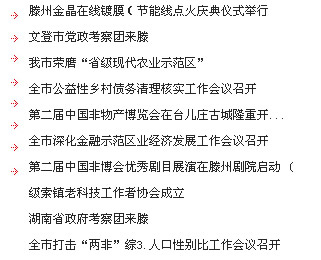 滕州金晶在线镀膜（节能线点火庆典仪式举行
文登市党政考察团来滕
我市荣膺“省级现代农业示范区”
全市公益性乡村债务清理核实工作会议召开
第二届中国非物产博览会在台儿庄古城隆重开...
全市深化金融示范区业经济发展工作会议召开
第二届中国非博会优秀剧目展演在滕州剧院启动（
级索镇老科技工作者协会成立
湖南省政府考察团来滕
全市打击“两非”综3.人口性别比工作会议召开